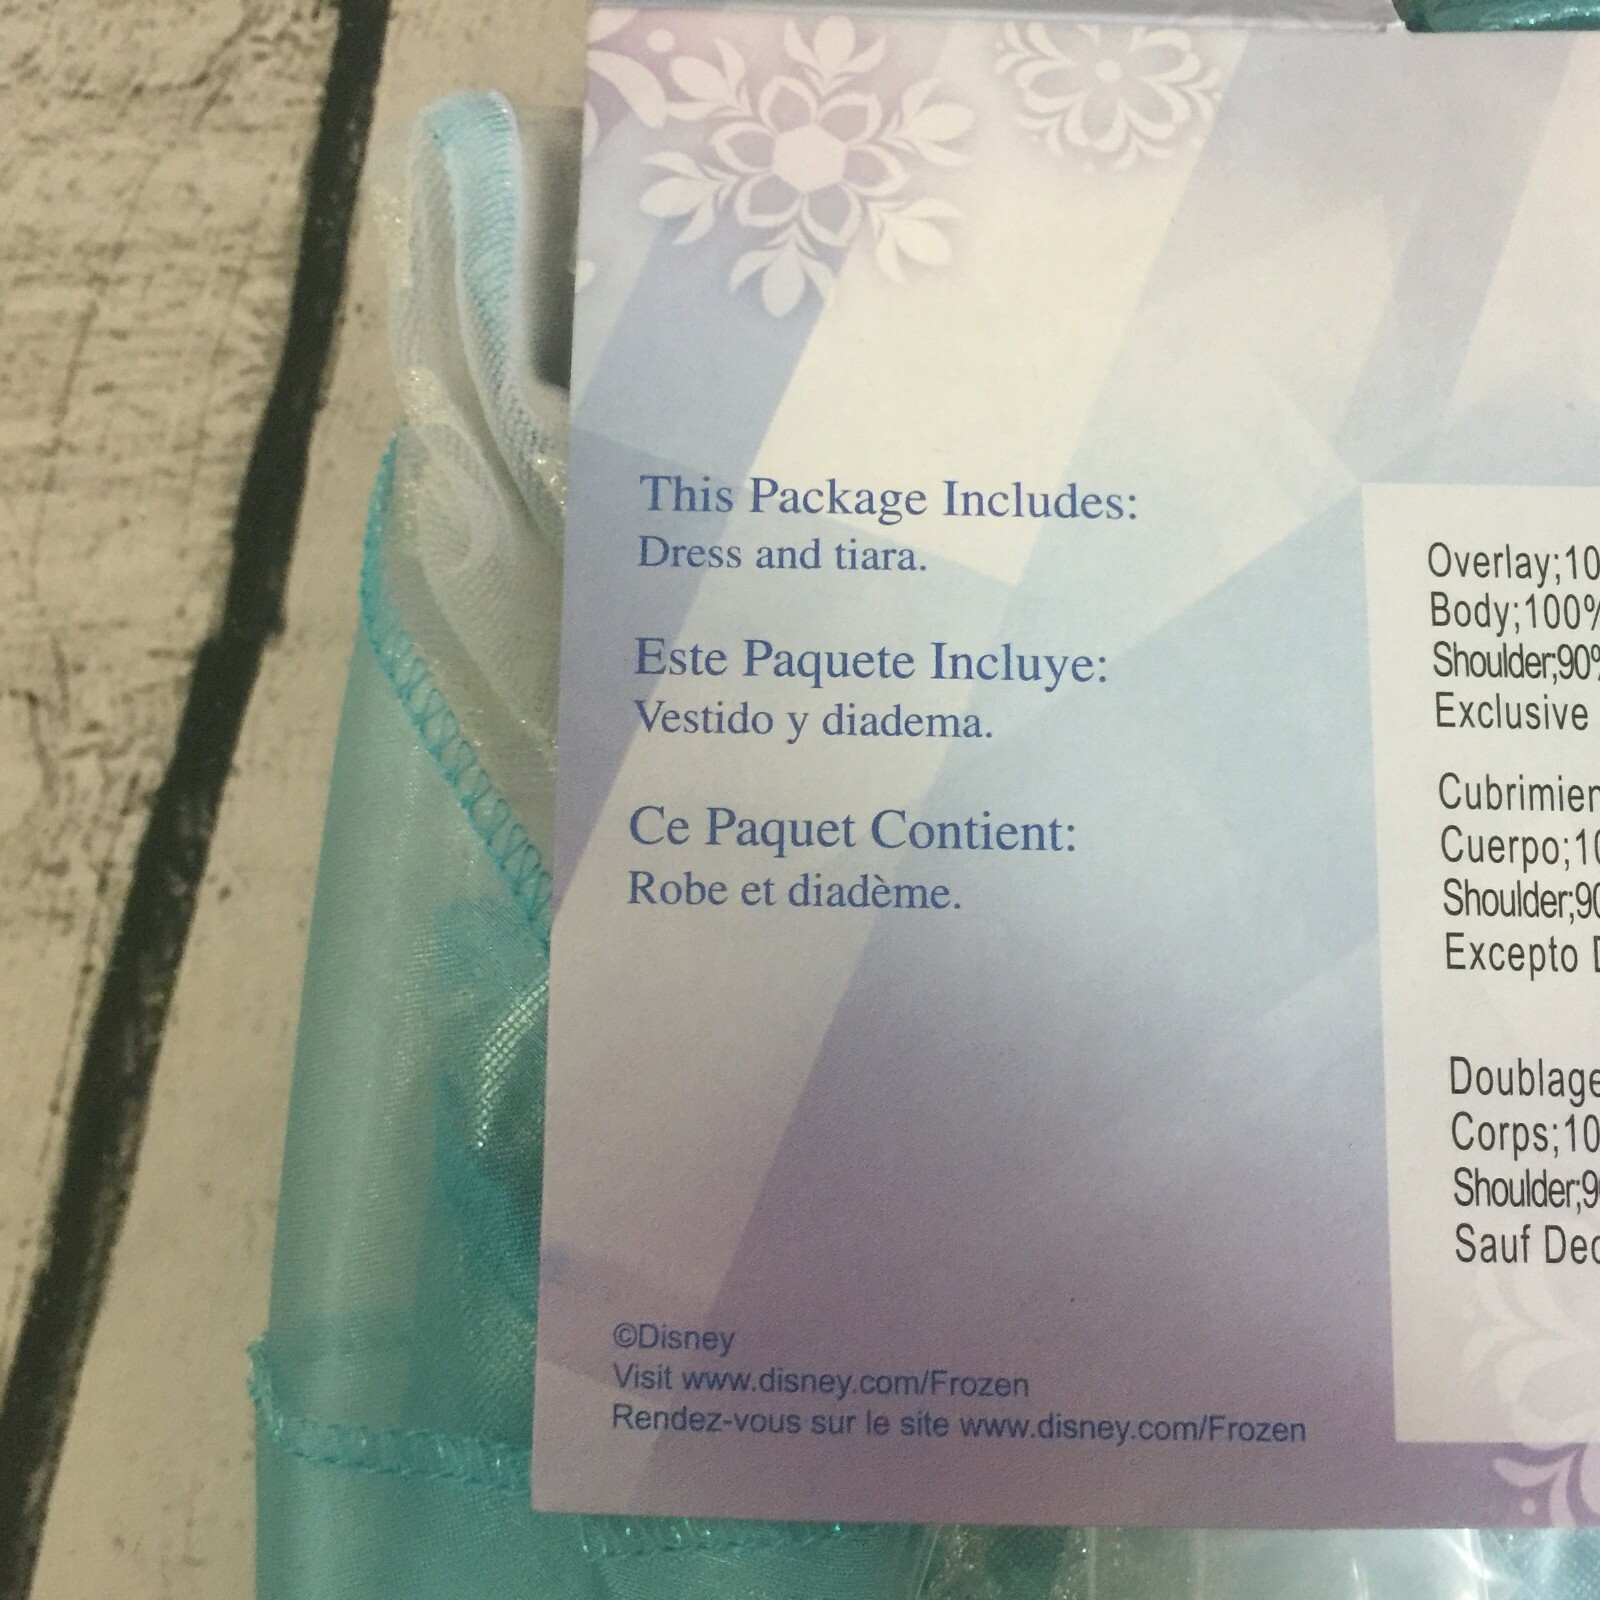 This Package Includes:
Dress and tiara.
Este Paquete Incluye:
Vestido y diadema.
Ce Paquet Contient:
Robe et diadème.
©Disney
Visit www.disney.com/Frozen
Rendez-vous sur le site www.disney.com/Frozen
Overlay;10
Body;100%
Shoulder;90%
Exclusive
Cubrimien
Cuerpo;10
Shoulder;90
Excepto D
Doublage
Corps;10
Shoulder;9
Sauf Dec